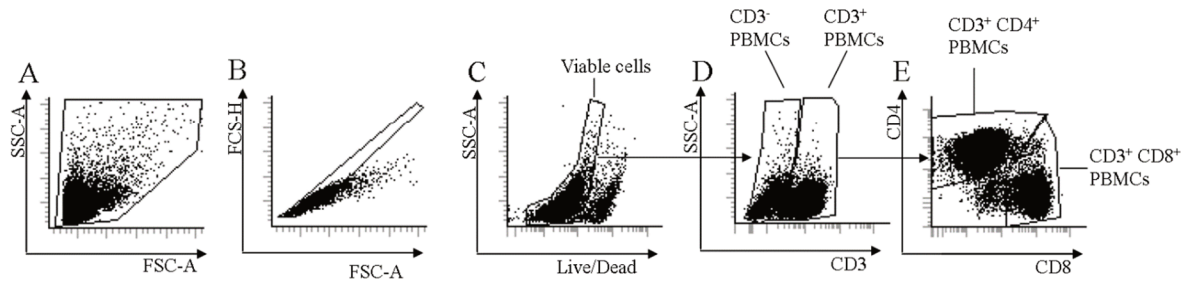 A
SSC-A
FSC-A
B
FCS-H
FSC-A
C
Viable cells
SSC-A
Live/Dead
D
CD3⁻
PBMCs
CD3⁺
PBMCs
SSC-A
CD3
E
CD3⁺ CD4⁺
PBMCs
CD4
CD3⁺ CD8⁺
PBMCs
CD8